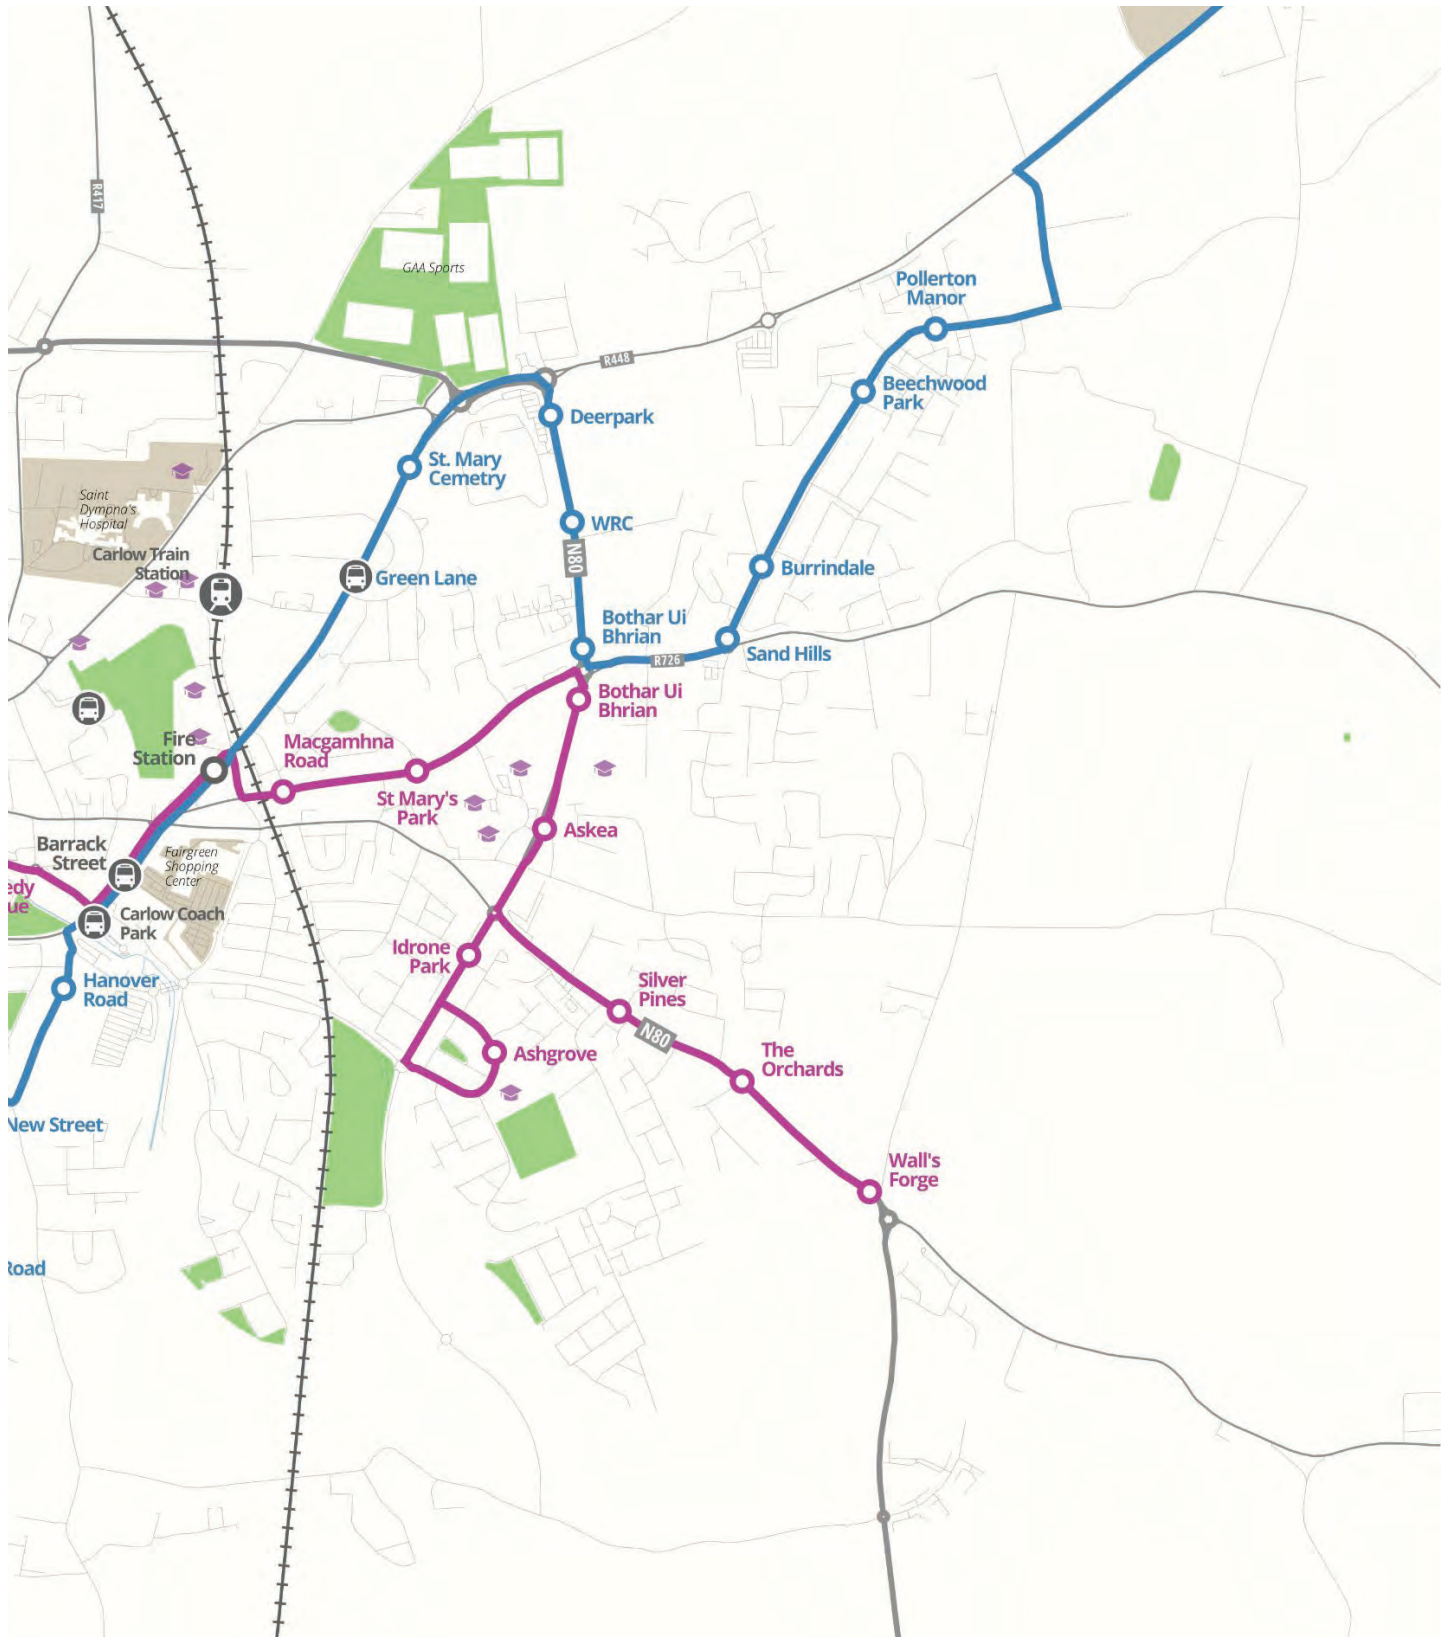 R417
GAA Sports
Pollerton
Manor
R448
Beechwood
Park
Deerpark
St. Mary
Cemetry
Saint
Dympna's
Hospital
WRC
N80
Carlow Train
Station
Green Lane
Burrindale
Bothar Ui
Bhrian
R726
Sand Hills
Bothar Ui
Bhrian
Fire
Station
Macgamhna
Road
St Mary's
Park
Askea
Barrack
Street
Fairgreen
Shopping
Center
edy
ue
Carlow Coach
Park
Idrone
Park
Hanover
Road
Silver
Pines
N80
Ashgrove
The
Orchards
New Street
Wall's
Forge
Road